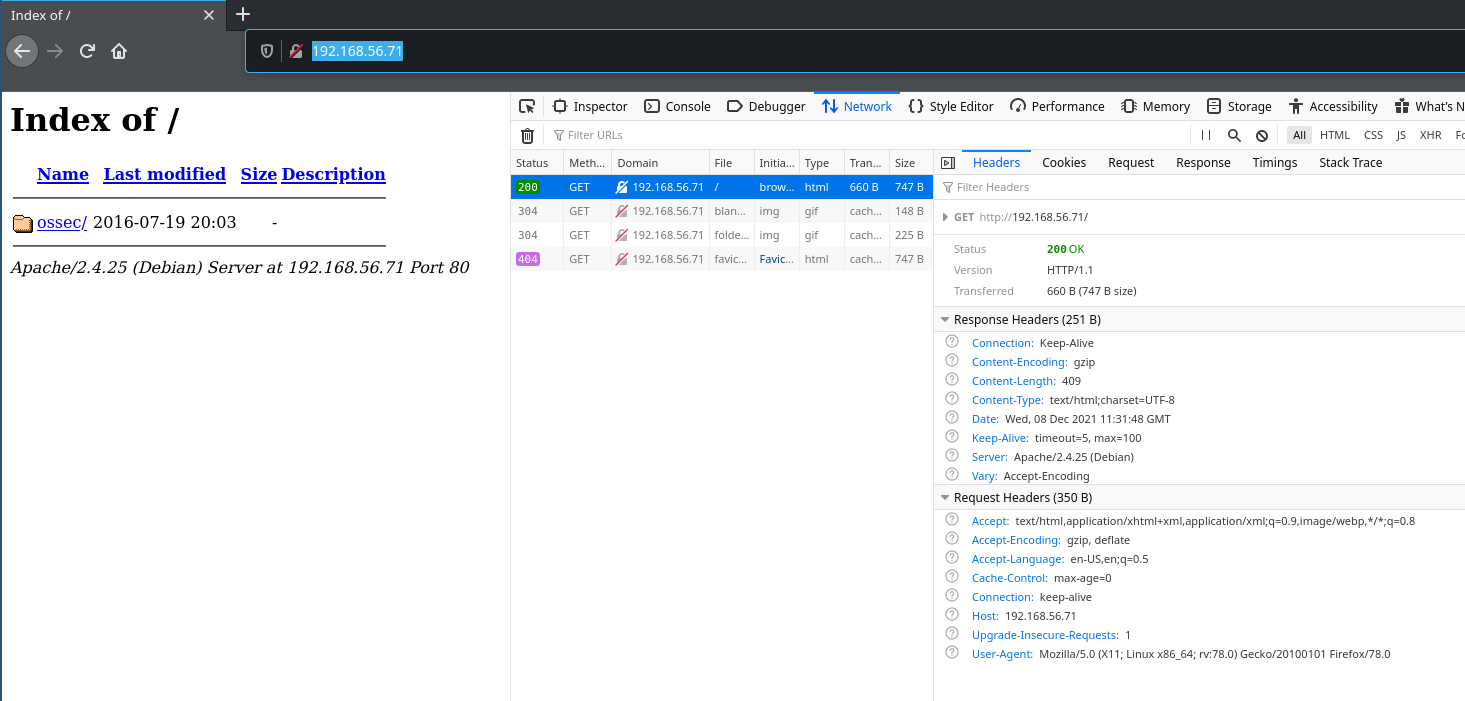 Index of /
192.168.56.71
Index of /
Name Last modified Size Description
ossec/ 2016-07-19 20:03 -
Apache/2.4.25 (Debian) Server at 192.168.56.71 Port 80
Inspector Console Debugger Network Style Editor Performance Memory Storage Accessibility What's N
Filter URLs All HTML CSS JS XHR Fo
Status Meth... Domain File Initia... Type Tran... Size
200 GET 192.168.56.71 / brow... html 660 B 747 B
304 GET 192.168.56.71 blan... img gif cach... 148 B
304 GET 192.168.56.71 folde... img gif cach... 225 B
404 GET 192.168.56.71 favic... Favic... html cach... 747 B
Headers Cookies Request Response Timings Stack Trace
Filter Headers
GET http://192.168.56.71/
Status 200 OK
Version HTTP/1.1
Transferred 660 B (747 B size)
Response Headers (251 B)
Connection: Keep-Alive
Content-Encoding: gzip
Content-Length: 409
Content-Type: text/html;charset=UTF-8
Date: Wed, 08 Dec 2021 11:31:48 GMT
Keep-Alive: timeout=5, max=100
Server: Apache/2.4.25 (Debian)
Vary: Accept-Encoding
Request Headers (350 B)
Accept: text/html,application/xhtml+xml,application/xml;q=0.9,image/webp,*/*;q=0.8
Accept-Encoding: gzip, deflate
Accept-Language: en-US,en;q=0.5
Cache-Control: max-age=0
Connection: keep-alive
Host: 192.168.56.71
Upgrade-Insecure-Requests: 1
User-Agent: Mozilla/5.0 (X11; Linux x86_64; rv:78.0) Gecko/20100101 Firefox/78.0